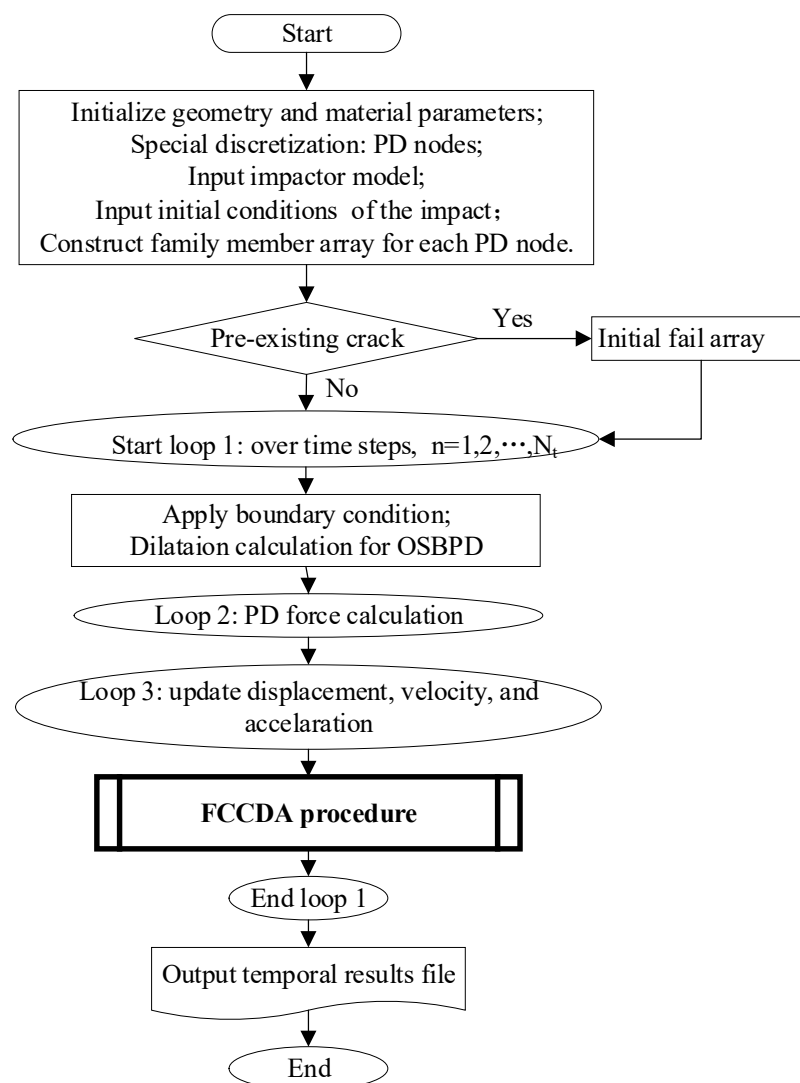 Start
Initialize geometry and material parameters;
Special discretization: PD nodes;
Input impactor model;
Input initial conditions of the impact；
Construct family member array for each PD node.
Pre-existing crack
Yes
Initial fail array
No
Start loop 1: over time steps, n=1,2,⋯,Nt
Apply boundary condition;
Dilataion calculation for OSBPD
Loop 2: PD force calculation
Loop 3: update displacement, velocity, and
accelaration
FCCDA procedure
End loop 1
Output temporal results file
End